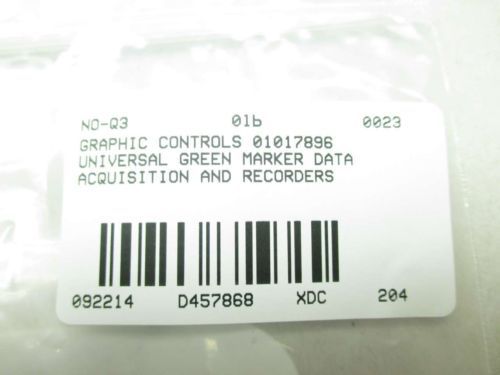 NO-Q3 01b 0023
GRAPHIC CONTROLS 01017896
UNIVERSAL GREEN MARKER DATA
ACQUISITION AND RECORDERS
092214 D457868 XDC 204